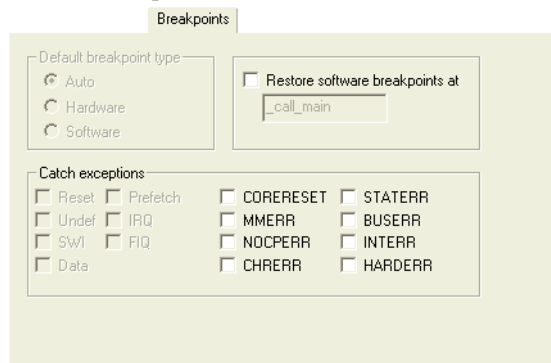 Breakpoints
Default breakpoint type
Auto
Hardware
Software
Restore software breakpoints at
_call_main
Catch exceptions
Reset Prefetch CORERESET STATERR
Undef IRQ MMERR BUSERR
SWI FIQ NOCPERR INTERR
Data CHRERR HARDERR